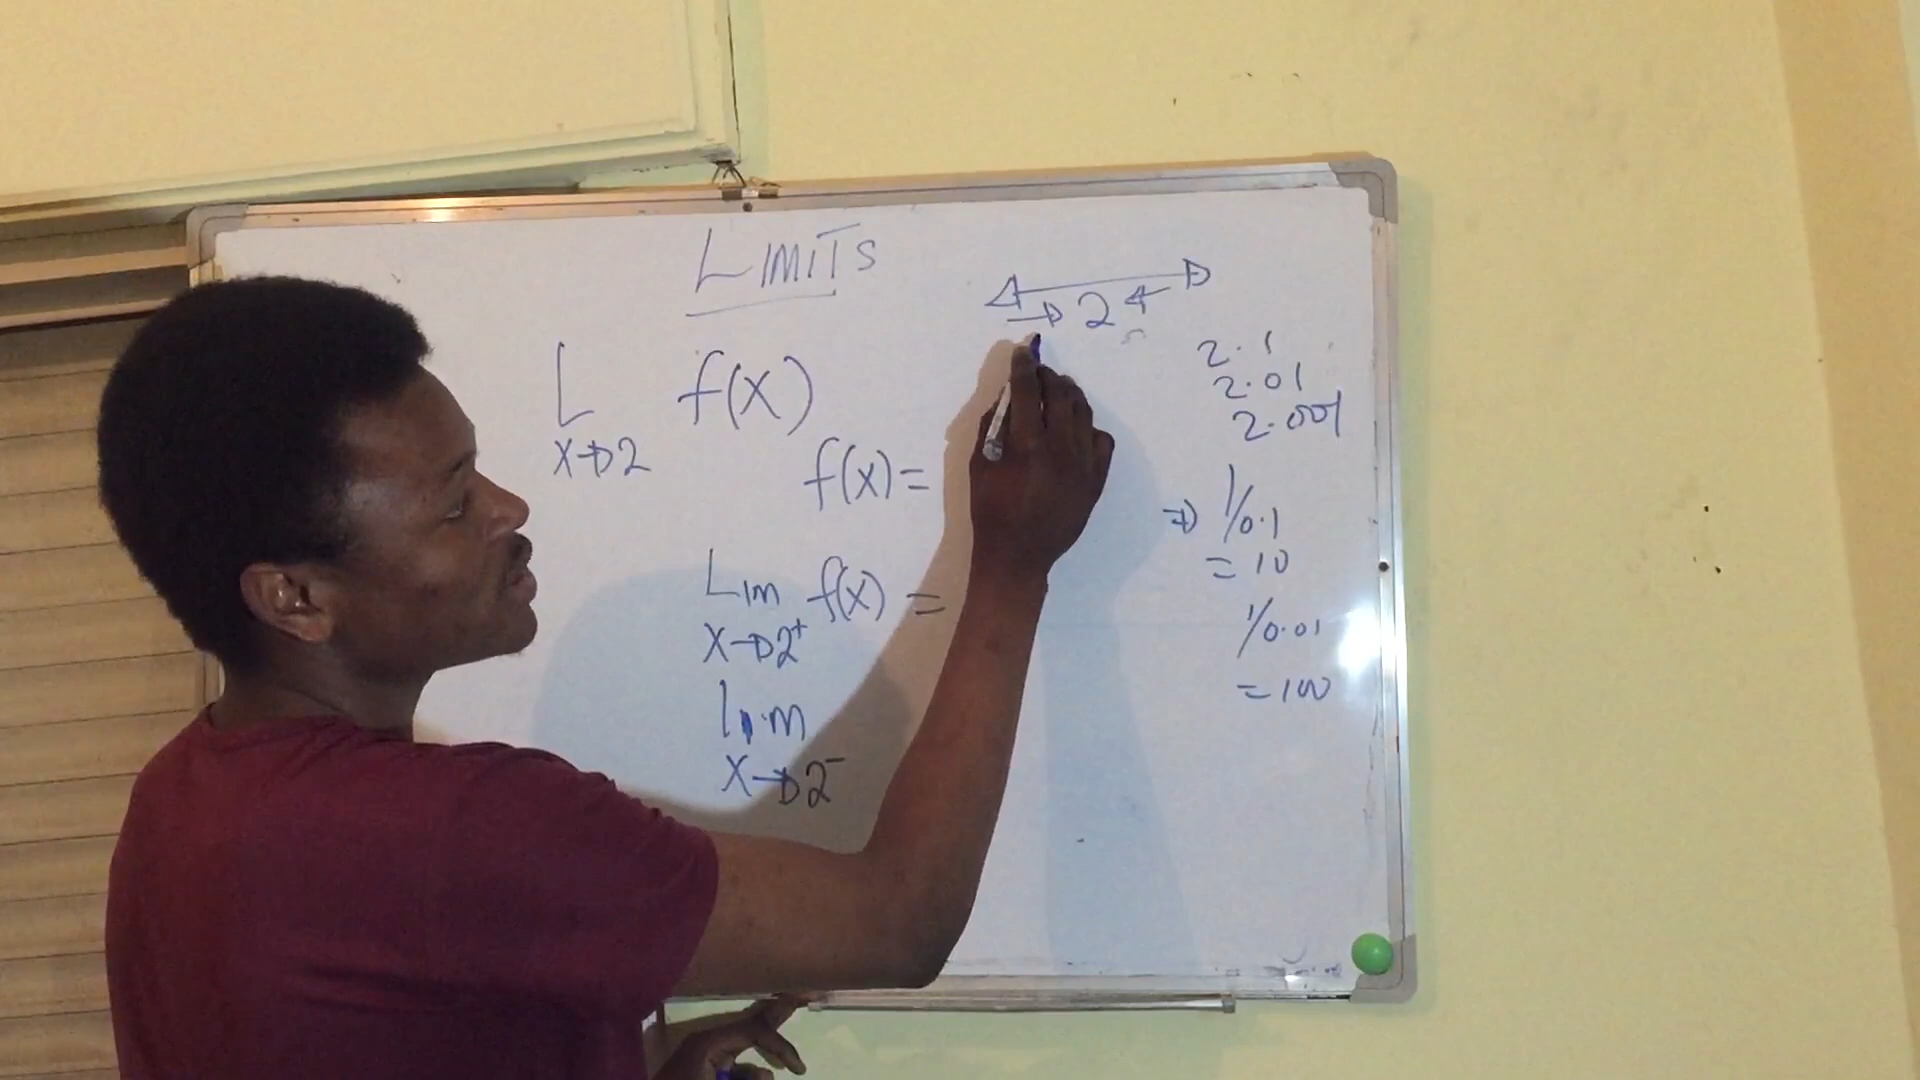 LIMITS
2
L f(x)
x→2
f(x)=
Lim f(x) =
x→2⁺
lim
x→2⁻
2.1
2.01
2.001
→ 1/0.1
= 10
1/0.01
= 100